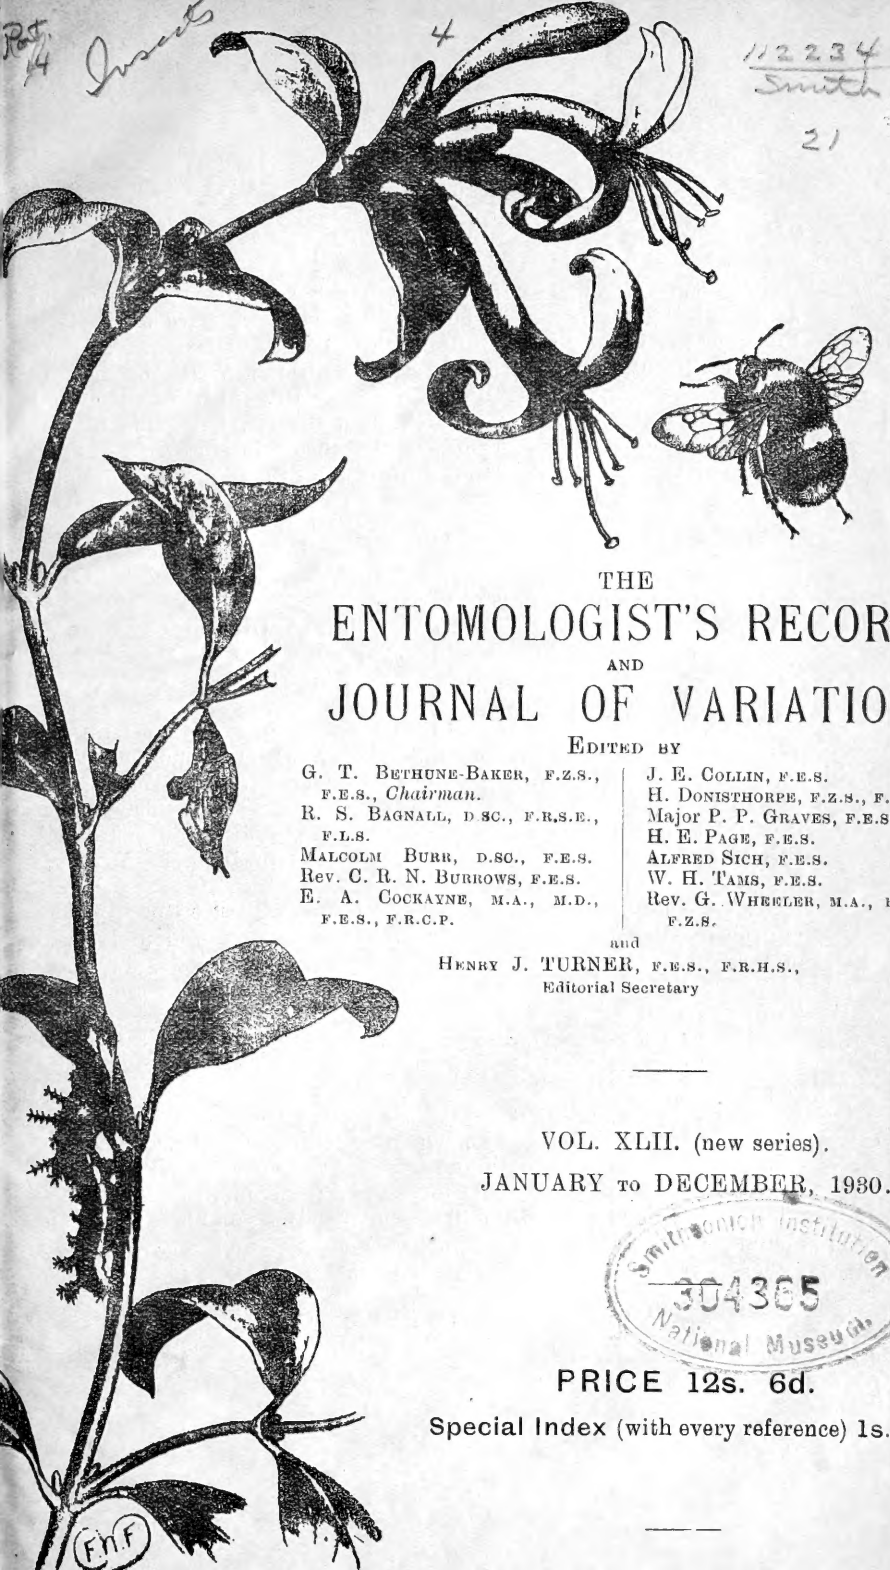 Insects
4
112234
Smith
21
THE
ENTOMOLOGIST'S RECOR
AND
JOURNAL OF VARIATIO
EDITED BY
G. T. BETHUNE-BAKER, F.Z.S.,
F.E.S., Chairman.
R. S. BAGNALL, D.SC., F.R.S.E.,
F.L.S.
MALCOLM BURR, D.SC., F.E.S.
Rev. C. R. N. BURROWS, F.E.S.
E. A. COCKAYNE, M.A., M.D.,
F.E.S., F.R.C.P.
J. E. COLLIN, F.E.S.
H. DONISTHORPE, F.Z.S., F.
Major P. P. GRAVES, F.E.S
H. E. PAGE, F.E.S.
ALFRED SICH, F.E.S.
W. H. TAMS, F.E.S.
Rev. G. WHEELER, M.A.,
F.Z.S.
and
HENRY J. TURNER, F.E.S., F.R.H.S.,
Editorial Secretary
VOL. XLII. (new series).
JANUARY TO DECEMBER, 1930.
Smithsonian Institution
304365
National Museum
PRICE 12s. 6d.
Special Index (with every reference) 1s.
F.N.F